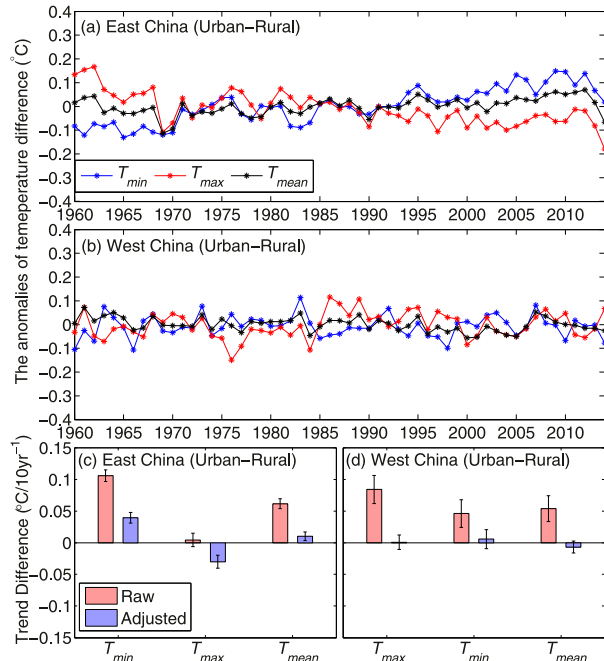 The anomalies of temeperature difference (°C)
(a) East China (Urban−Rural)
0.4
0.3
0.2
0.1
0
−0.1
−0.2
−0.3
−0.4
T_min T_max T_mean
1960 1965 1970 1975 1980 1985 1990 1995 2000 2005 2010
(b) West China (Urban−Rural)
0.4
0.3
0.2
0.1
0.0
−0.1
−0.2
−0.3
−0.4
1960 1965 1970 1975 1980 1985 1990 1995 2000 2005 2010
Trend Difference (°C/10yr⁻¹)
(c) East China (Urban−Rural)
0.15
0.1
0.05
0
−0.05
−0.1
−0.15
Raw
Adjusted
T_min T_max T_mean
(d) West China (Urban−Rural)
T_max T_min T_mean